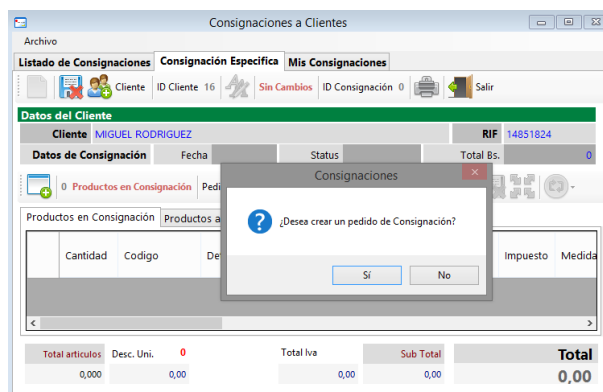 Consignaciones a Clientes
Archivo
Listado de Consignaciones Consignación Especifica Mis Consignaciones
Cliente ID Cliente 16 Sin Cambios ID Consignación 0 Salir
Datos del Cliente
Cliente MIGUEL RODRIGUEZ RIF 14851824
Datos de Consignación Fecha Status Total Bs. 0
Consignaciones
0 Productos en Consignación Pedi
¿Desea crear un pedido de Consignación?
Productos en Consignación Productos a
Cantidad Codigo De Impuesto Medida
Sí No
Total articulos Desc. Uni. 0 Total Iva Sub Total Total
0,000 0,00 0,00 0,00 0,00